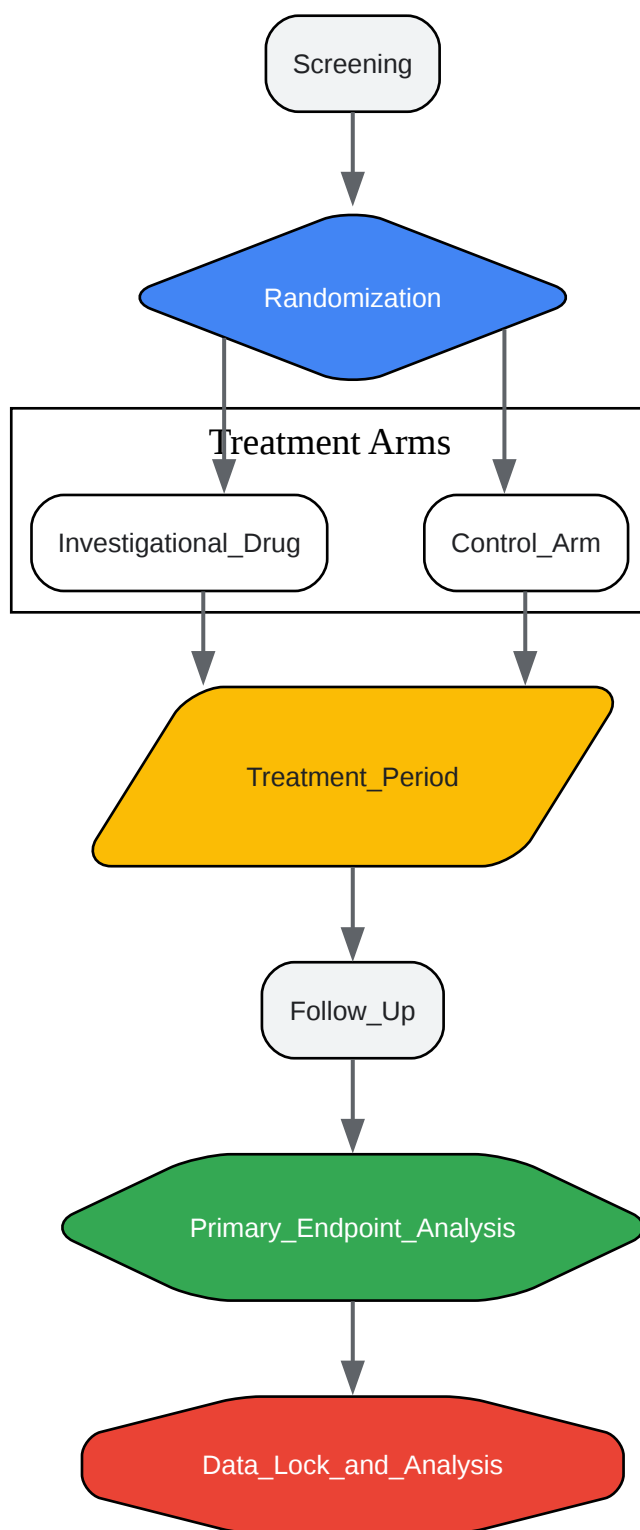 Screening
Randomization
Treatment Arms
Investigational_Drug
Control_Arm
Treatment_Period
Follow_Up
Primary_Endpoint_Analysis
Data_Lock_and_Analysis